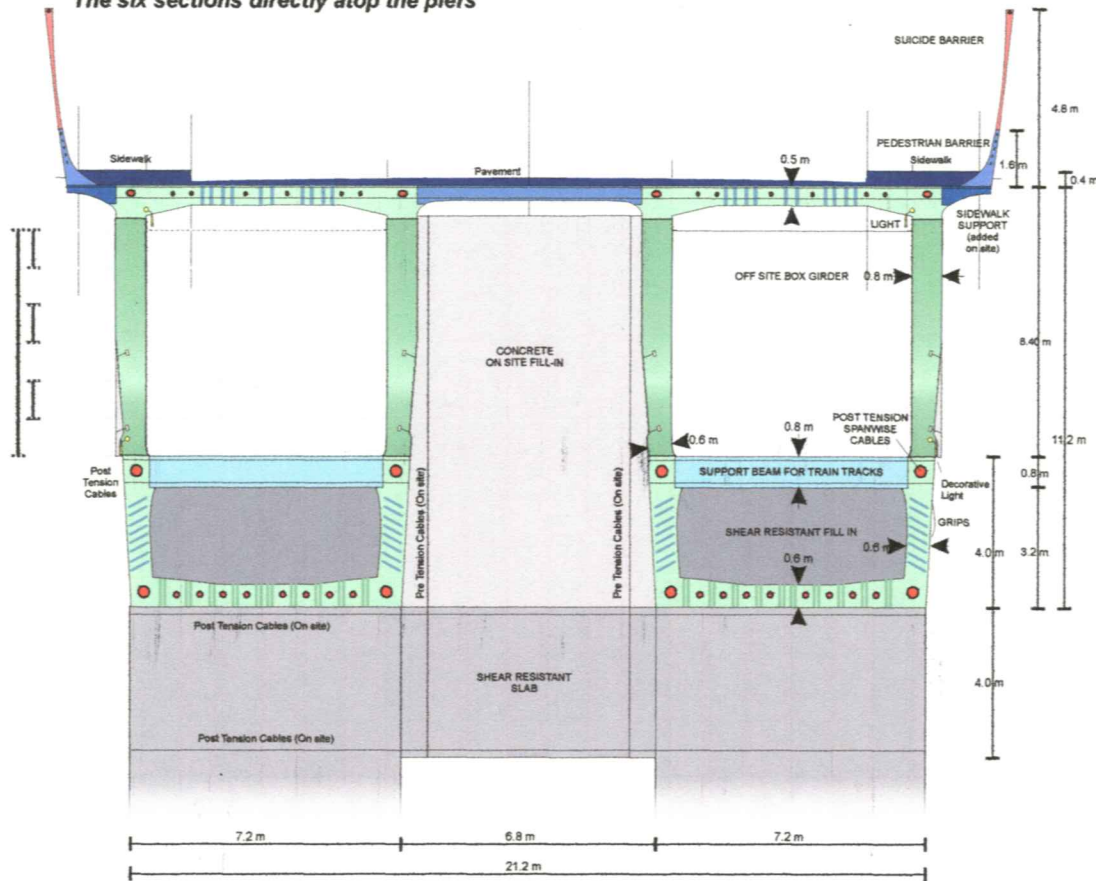 The six sections directly atop the piers
SUICIDE BARRIER
4.8 m
PEDESTRIAN BARRIER
1.6m
Sidewalk
Pavement
0.5 m
Sidewalk
0.4 m
LIGHT
SIDEWALK
SUPPORT
(added
on site)
OFF SITE BOX GIRDER
0.8 m
8.40
CONCRETE
ON SITE FILL-IN
POST TENSION
SPANWISE
CABLES
0.8 m
0.6 m
11.2 m
Post
Tension
Cables
SUPPORT BEAM FOR TRAIN TRACKS
0.8 m
Decorative
Light
Pre Tension Cables (On site)
Pre Tension Cables (On site)
SHEAR RESISTANT FILL IN
GRIPS
0.6 m
0.6 m
4.0 m
3.2 m
Post Tension Cables (On site)
SHEAR RESISTANT
SLAB
4.0 m
Post Tension Cables (On site)
7.2 m
6.8 m
7.2 m
21.2 m